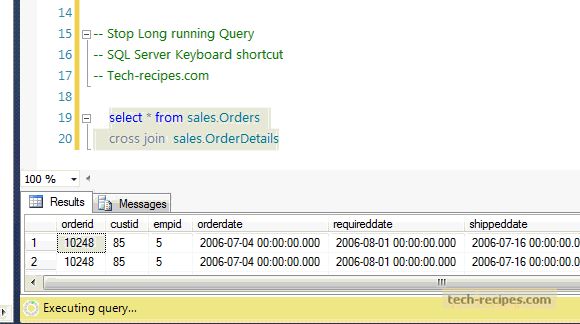 14
15 -- Stop Long running Query
16 -- SQL Server Keyboard shortcut
17 -- Tech-recipes.com
18
19 select * from sales.Orders
20 cross join  sales.OrderDetails
100 %
Results Messages
orderid custid empid orderdate requireddate shippeddate
1 10248 85 5 2006-07-04 00:00:00.000 2006-08-01 00:00:00.000 2006-07-16 00:00:00.0
2 10248 85 5 2006-07-04 00:00:00.000 2006-08-01 00:00:00.000 2006-07-16 00:00:00.0
tech-recipes.com
Executing query...